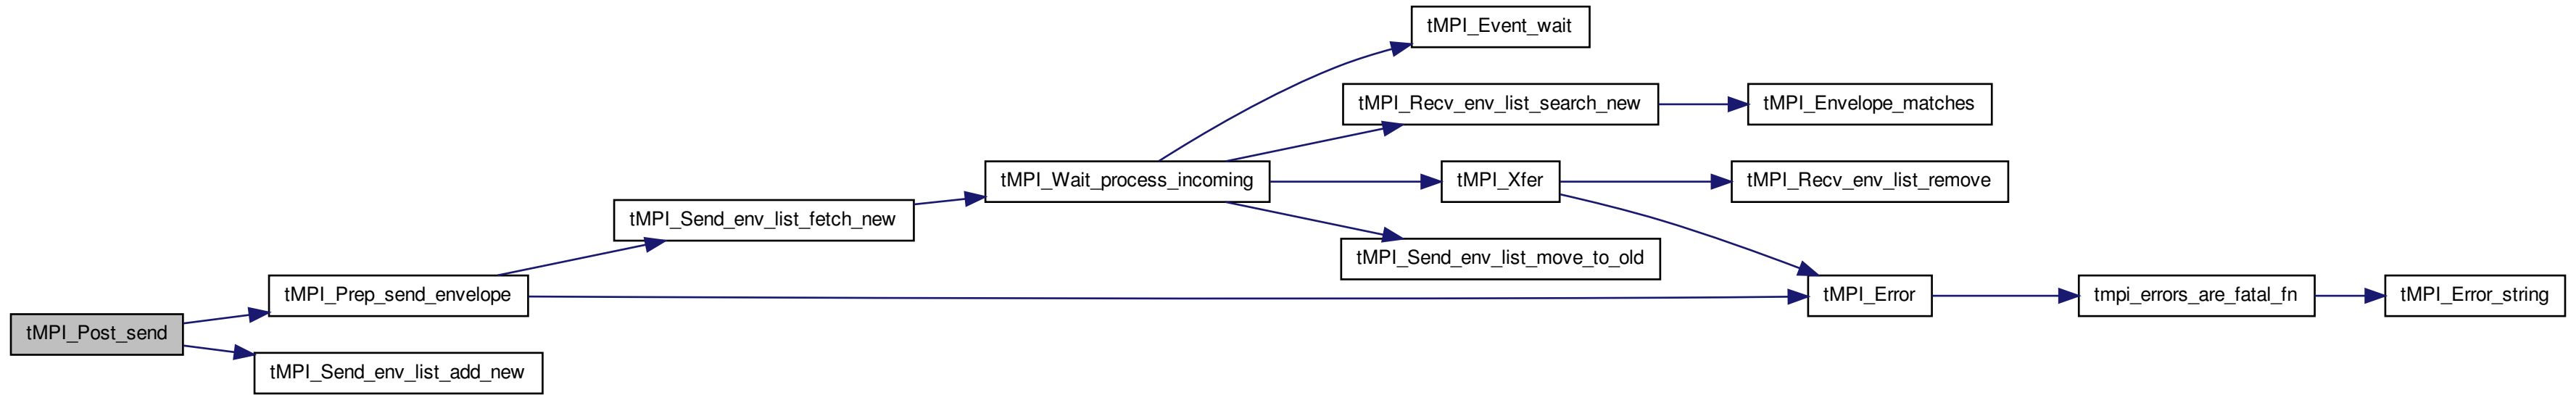 tMPI_Post_send
tMPI_Prep_send_envelope
tMPI_Send_env_list_add_new
tMPI_Send_env_list_fetch_new
tMPI_Wait_process_incoming
tMPI_Event_wait
tMPI_Recv_env_list_search_new
tMPI_Xfer
tMPI_Send_env_list_move_to_old
tMPI_Envelope_matches
tMPI_Recv_env_list_remove
tMPI_Error
tmpi_errors_are_fatal_fn
tMPI_Error_string